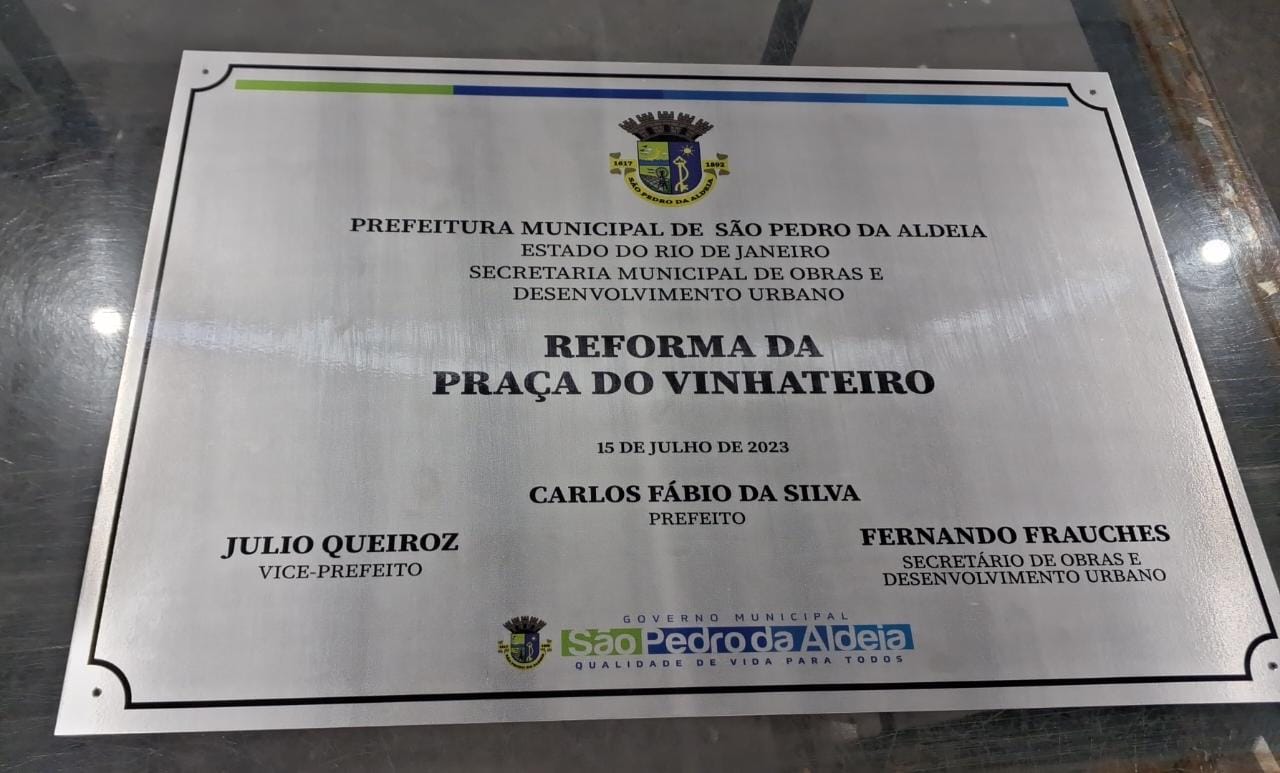 1617 1892
SÃO PEDRO DA ALDEIA
PREFEITURA MUNICIPAL DE SÃO PEDRO DA ALDEIA
ESTADO DO RIO DE JANEIRO
SECRETARIA MUNICIPAL DE OBRAS E
DESENVOLVIMENTO URBANO
REFORMA DA
PRAÇA DO VINHATEIRO
15 DE JULHO DE 2023
CARLOS FÁBIO DA SILVA
PREFEITO
JULIO QUEIROZ
VICE-PREFEITO
FERNANDO FRAUCHES
SECRETÁRIO DE OBRAS E
DESENVOLVIMENTO URBANO
GOVERNO MUNICIPAL
São Pedro da Aldeia
QUALIDADE DE VIDA PARA TODOS